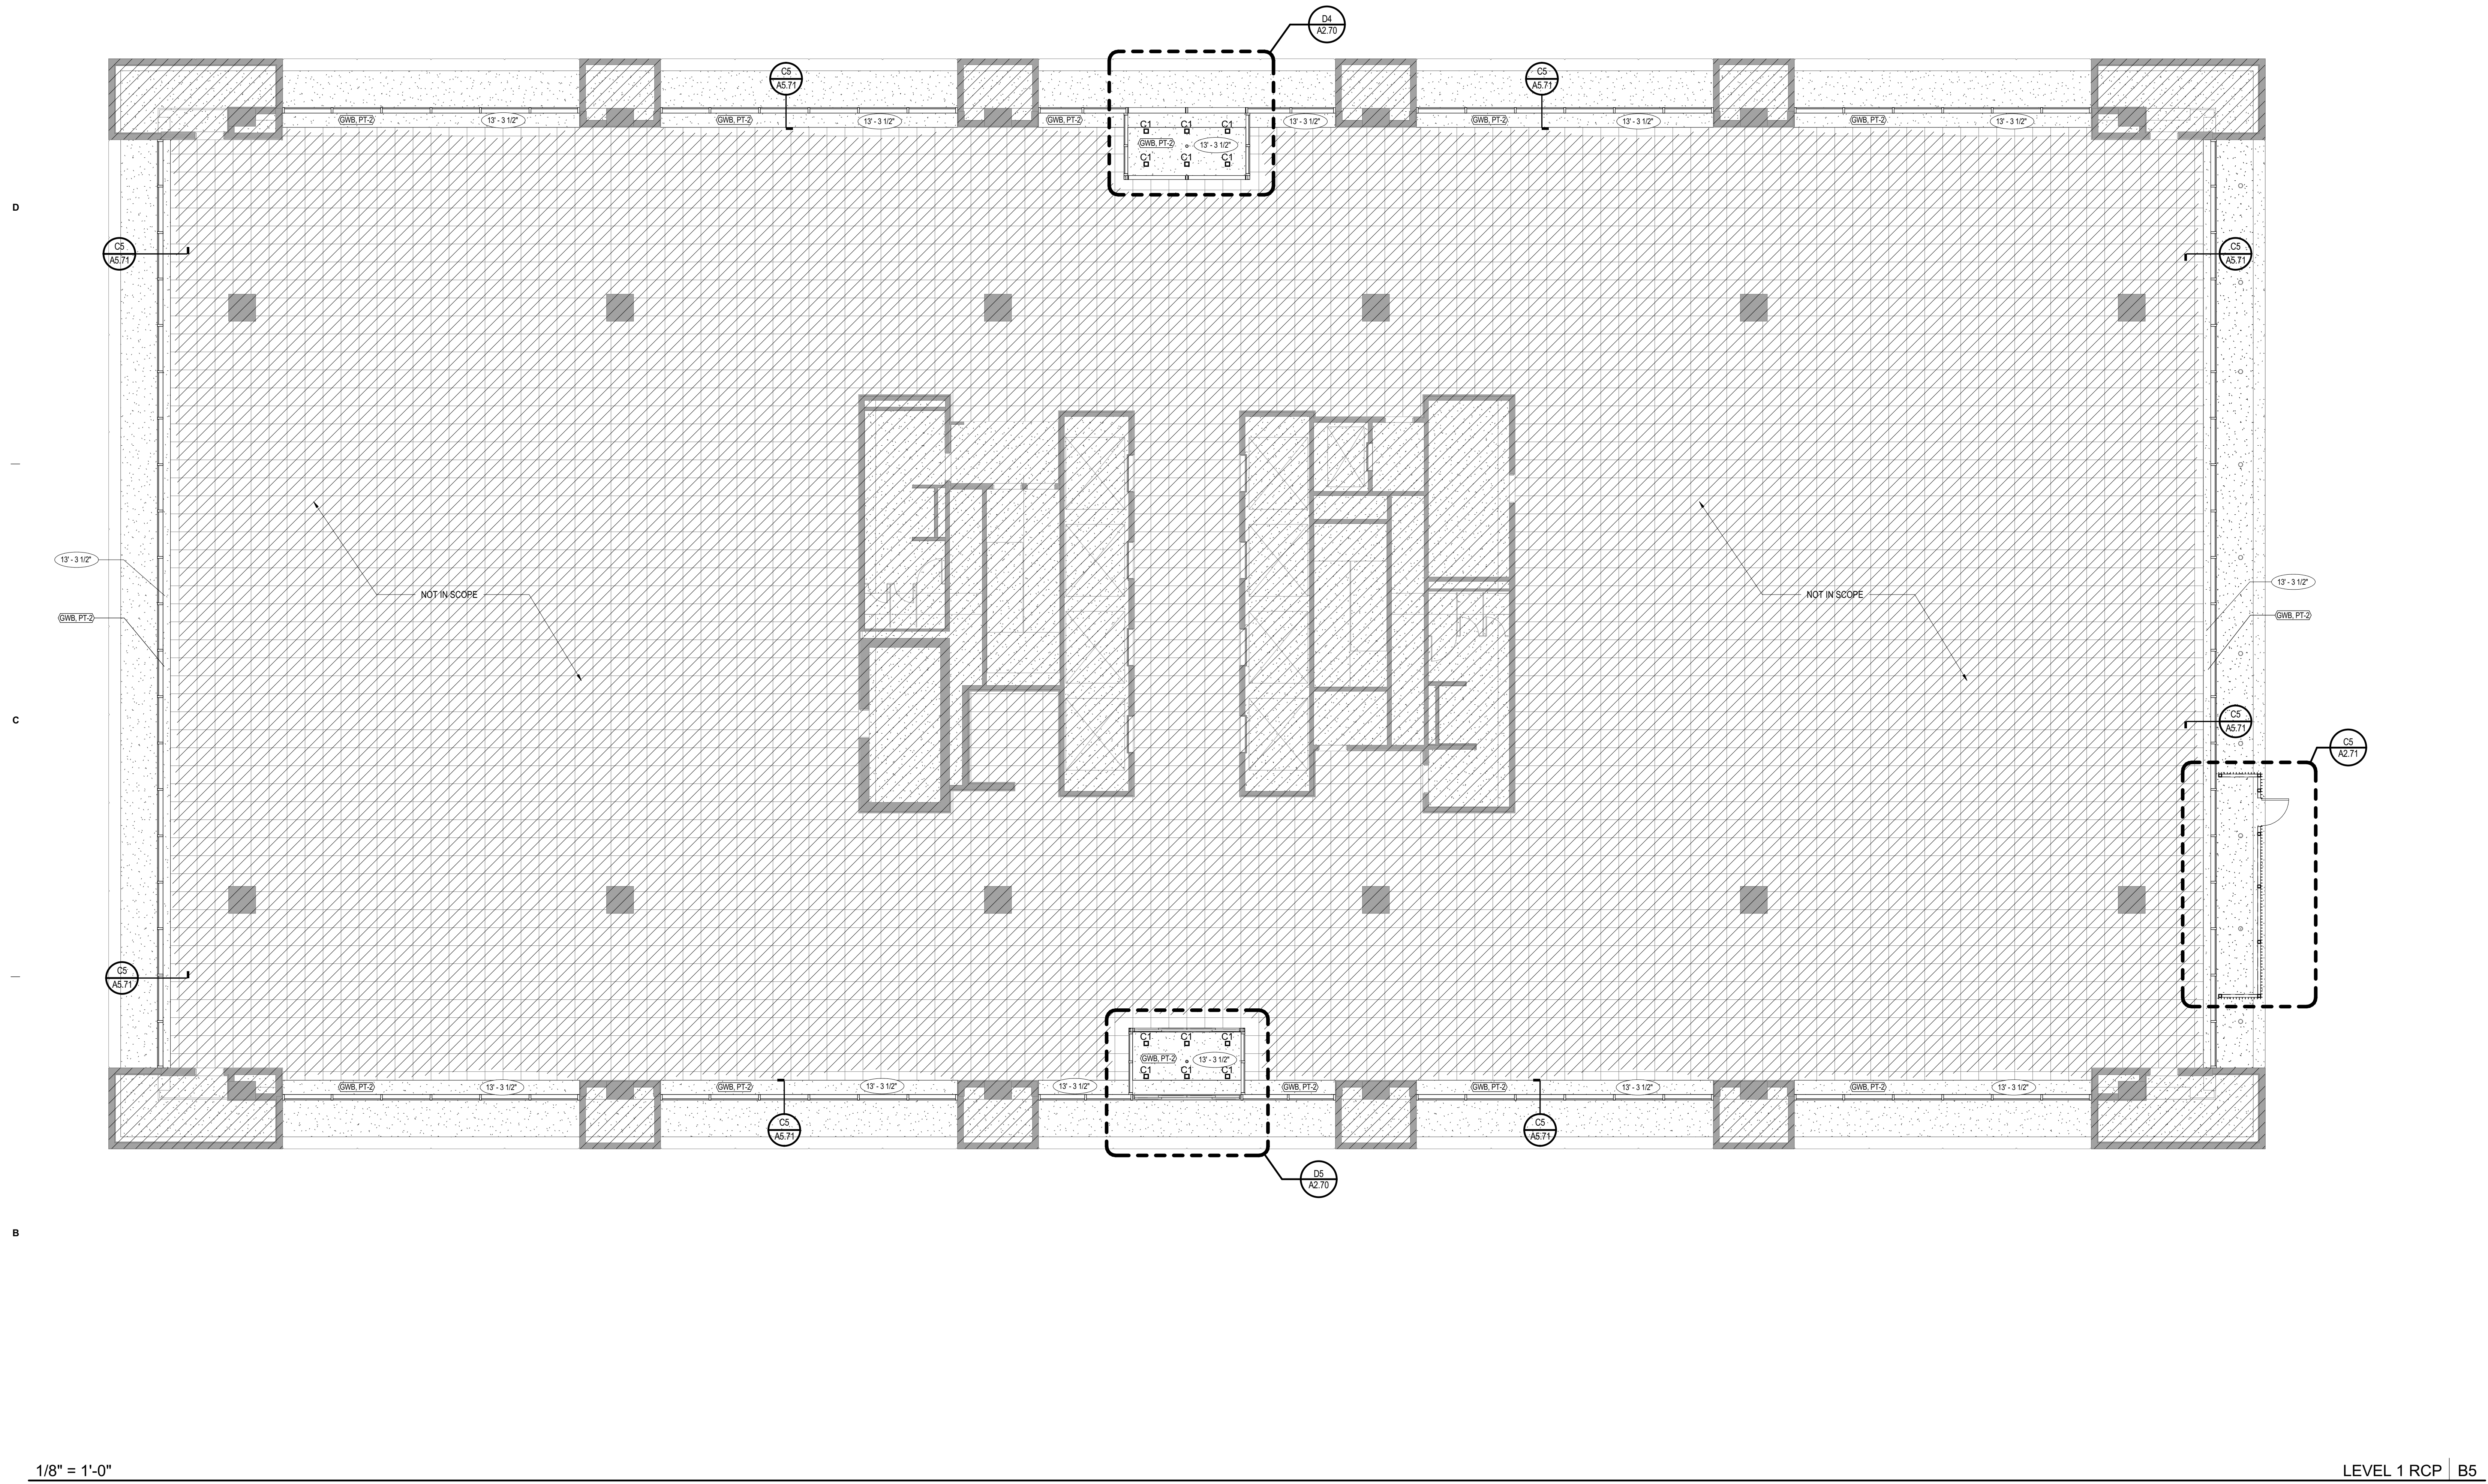 D4
A2.70
C5
A5.71
C5
A5.71
GWB, PT-2
13' - 3 1/2"
GWB, PT-2
13' - 3 1/2"
GWB, PT-2
C1 C1 C1
GWB, PT-2
13' - 3 1/2"
C1 C1 C1
13' - 3 1/2"
GWB, PT-2
13' - 3 1/2"
GWB, PT-2
13' - 3 1/2"
D
C5
A5.71
C5
A5.71
13' - 3 1/2"
GWB, PT-2
NOT IN SCOPE
NOT IN SCOPE
13' - 3 1/2"
GWB, PT-2
C
C5
A5.71
C5
A2.71
C5
A5.71
C1 C1 C1
GWB, PT-2
13' - 3 1/2"
C1 C1 C1
GWB, PT-2
13' - 3 1/2"
GWB, PT-2
13' - 3 1/2"
13' - 3 1/2"
GWB, PT-2
GWB, PT-2
13' - 3 1/2"
GWB, PT-2
13' - 3 1/2"
C5
A5.71
C5
A5.71
D5
A2.70
B
1/8" = 1'-0"
LEVEL 1 RCP
B5